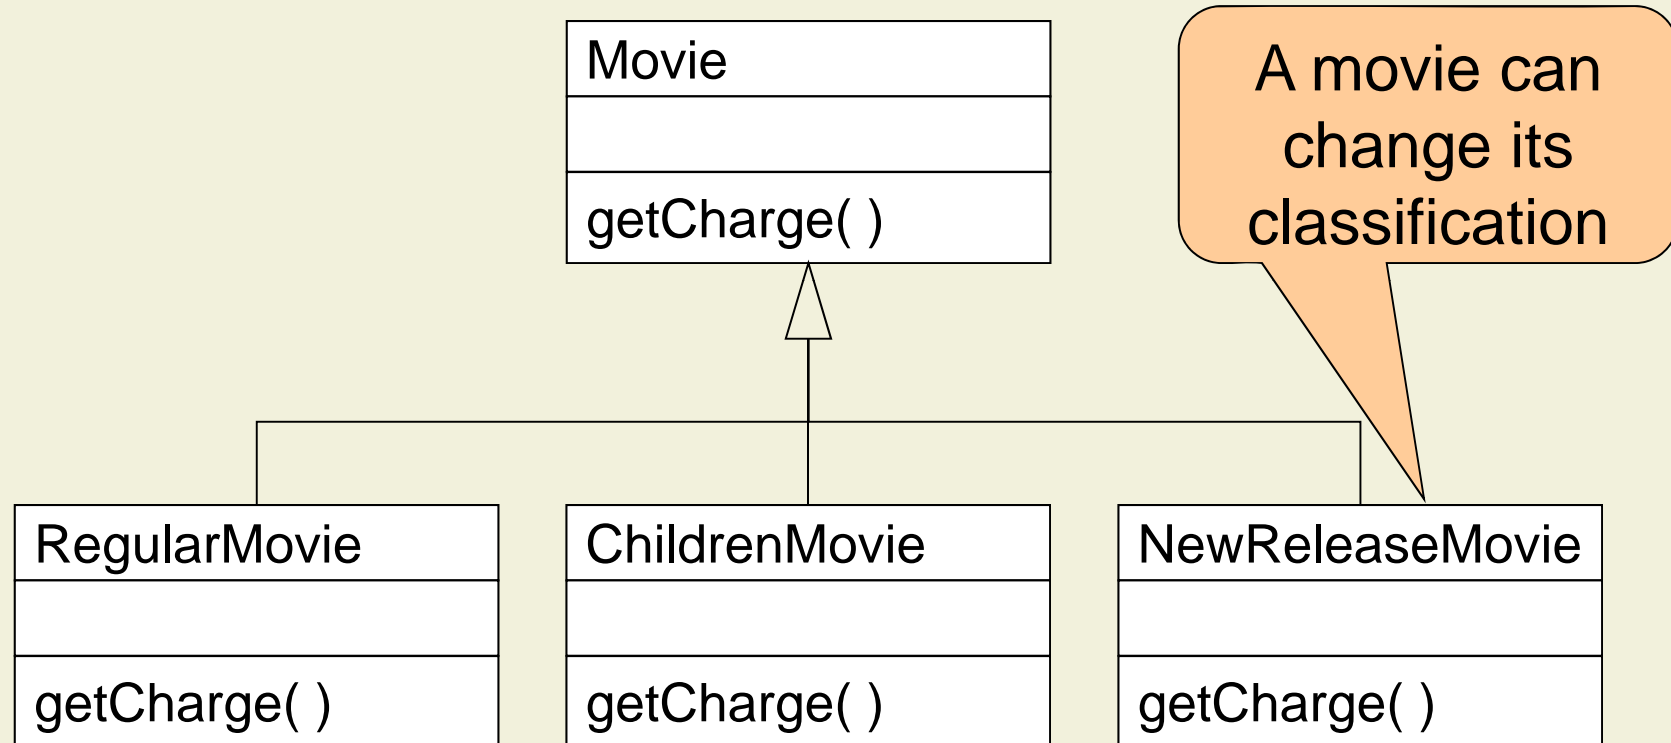 Movie
getCharge( )
A movie can
change its
classification
RegularMovie
getCharge( )
ChildrenMovie
getCharge( )
NewReleaseMovie
getCharge( )